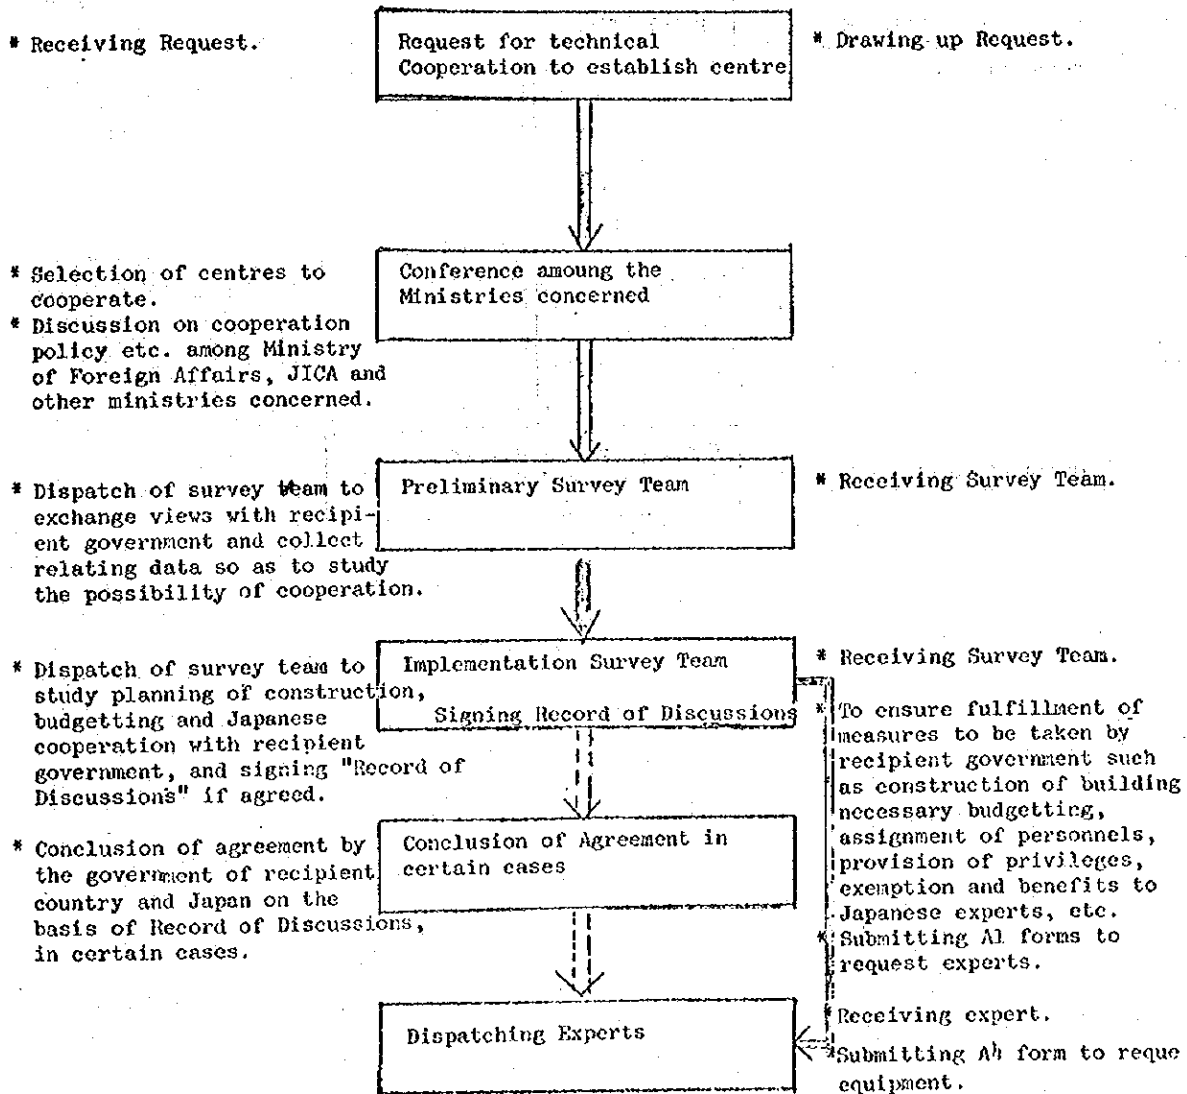 * Receiving Request.
Request for technical
Cooperation to establish centre
* Drawing up Request.
* Selection of centres to
cooperate.
* Discussion on cooperation
policy etc. among Ministry
of Foreign Affairs, JICA and
other ministries concerned.
Conference amoung the
Ministries concerned
* Dispatch of survey team to
exchange views with recipi-
ent government and collect
relating data so as to study
the possibility of cooperation.
Preliminary Survey Team
* Receiving Survey Team.
* Dispatch of survey team to
study planning of construction,
budgetting and Japanese
cooperation with recipient
government, and signing "Record of
Discussions" if agreed.
Implementation Survey Team
Signing Record of Discussions
* Receiving Survey Team.
* To ensure fulfillment of
measures to be taken by
recipient government such
as construction of building
necessary budgetting,
assignment of personnels,
provision of privileges,
exemption and benefits to
Japanese experts, etc.
* Submitting A1 forms to
request experts.
* Conclusion of agreement by
the government of recipient
country and Japan on the
basis of Record of Discussions,
in certain cases.
Conclusion of Agreement in
certain cases
Dispatching Experts
* Receiving expert.
* Submitting A4 form to reque
equipment.